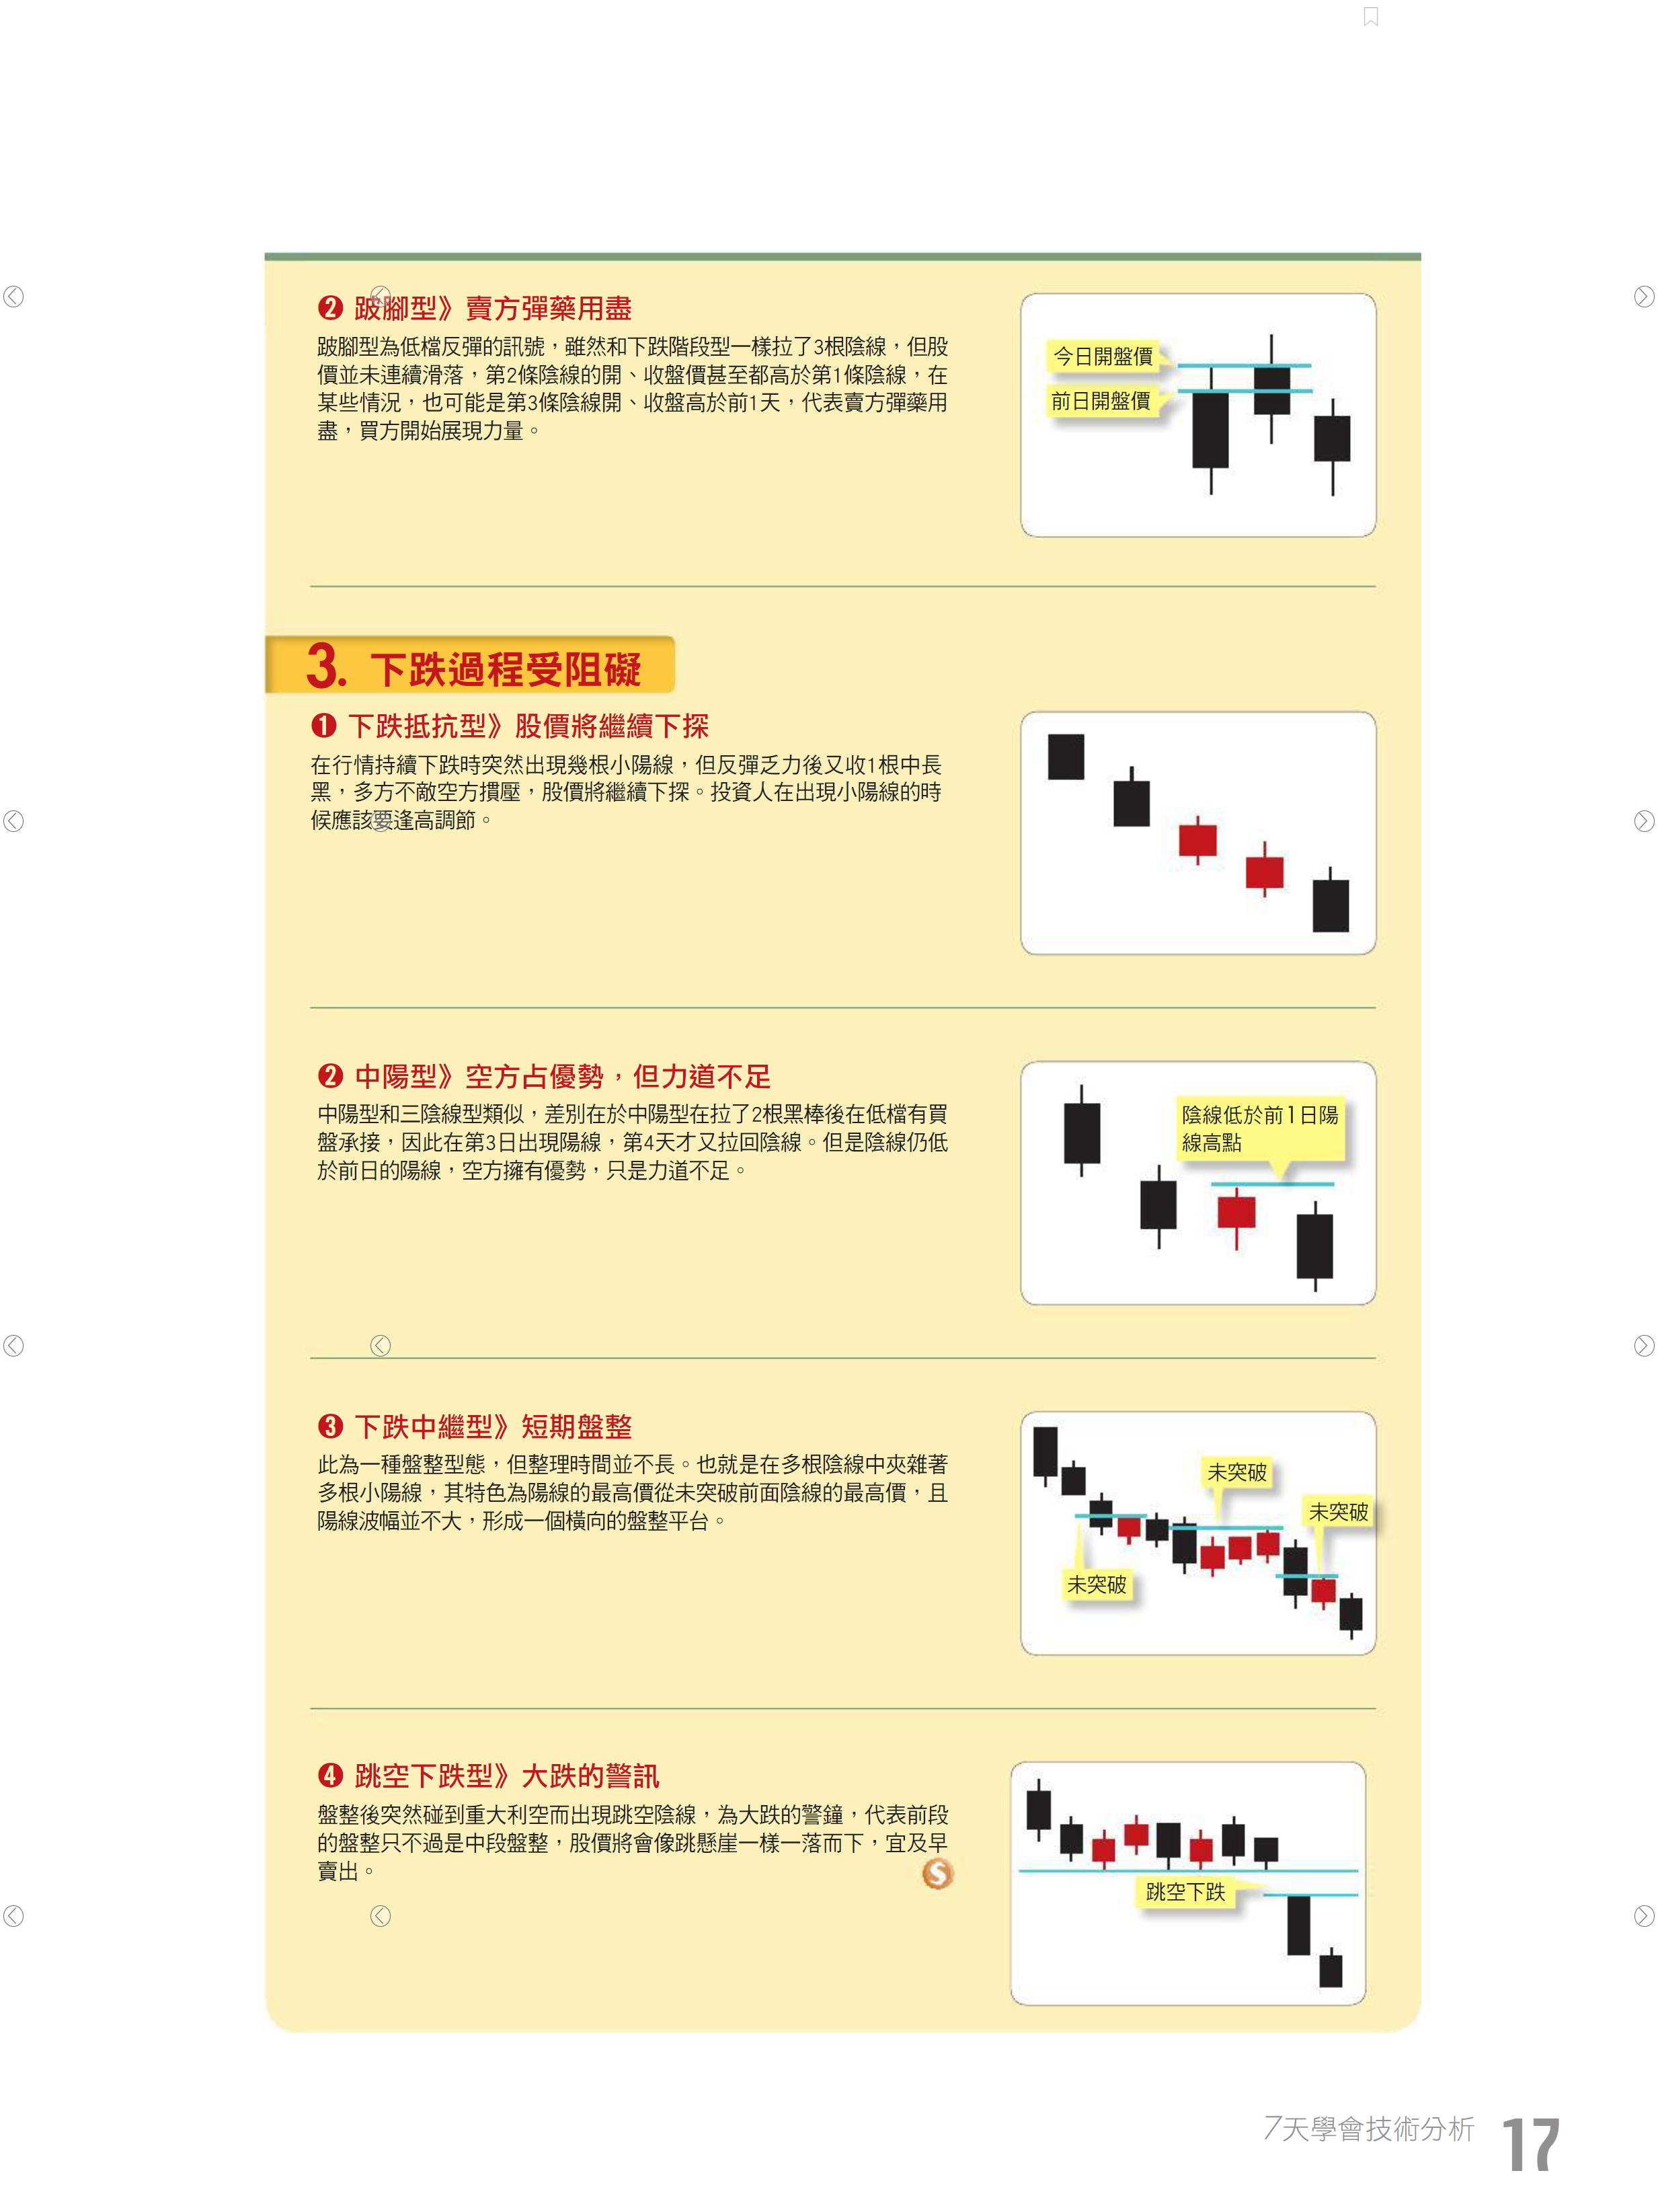 ❷ 跛腳型》賣方彈藥用盡
跛腳型為低檔反彈的訊號，雖然和下跌階段型一樣拉了3根陰線，但股
價並未連續滑落，第2條陰線的開、收盤價甚至都高於第1條陰線，在
某些情況，也可能是第3條陰線開、收盤高於前1天，代表賣方彈藥用
盡，買方開始展現力量。
今日開盤價
前日開盤價
3. 下跌過程受阻礙
❶ 下跌抵抗型》股價將繼續下探
在行情持續下跌時突然出現幾根小陽線，但反彈乏力後又收1根中長
黑，多方不敵空方摜壓，股價將繼續下探。投資人在出現小陽線的時
候應該要逢高調節。
❷ 中陽型》空方占優勢，但力道不足
中陽型和三陰線型類似，差別在於中陽型在拉了2根黑棒後在低檔有買
盤承接，因此在第3日出現陽線，第4天才又拉回陰線。但是陰線仍低
於前日的陽線，空方擁有優勢，只是力道不足。
陰線低於前1日陽
線高點
❸ 下跌中繼型》短期盤整
此為一種盤整型態，但整理時間並不長。也就是在多根陰線中夾雜著
多根小陽線，其特色為陽線的最高價從未突破前面陰線的最高價，且
陽線波幅並不大，形成一個橫向的盤整平台。
未突破
未突破
未突破
❹ 跳空下跌型》大跌的警訊
盤整後突然碰到重大利空而出現跳空陰線，為大跌的警鐘，代表前段
的盤整只不過是中段盤整，股價將會像跳懸崖一樣一落而下，宜及早
賣出。
S
跳空下跌
7天學會技術分析 17